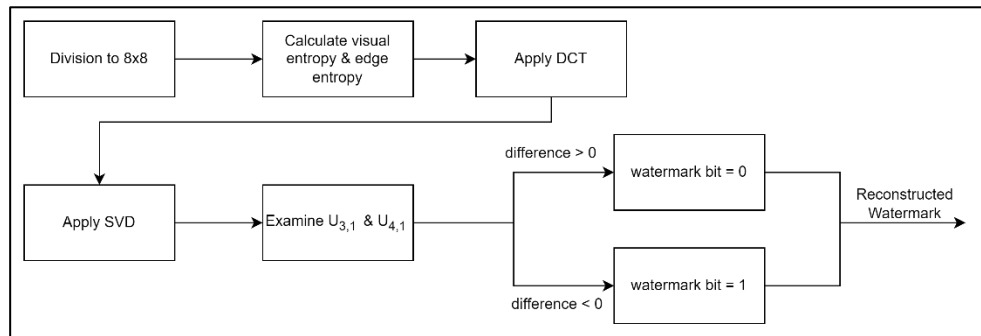 Division to 8x8
Calculate visual
entropy & edge
entropy
Apply DCT
Apply SVD
Examine U3,1 & U4,1
difference > 0
watermark bit = 0
difference < 0
watermark bit = 1
Reconstructed
Watermark